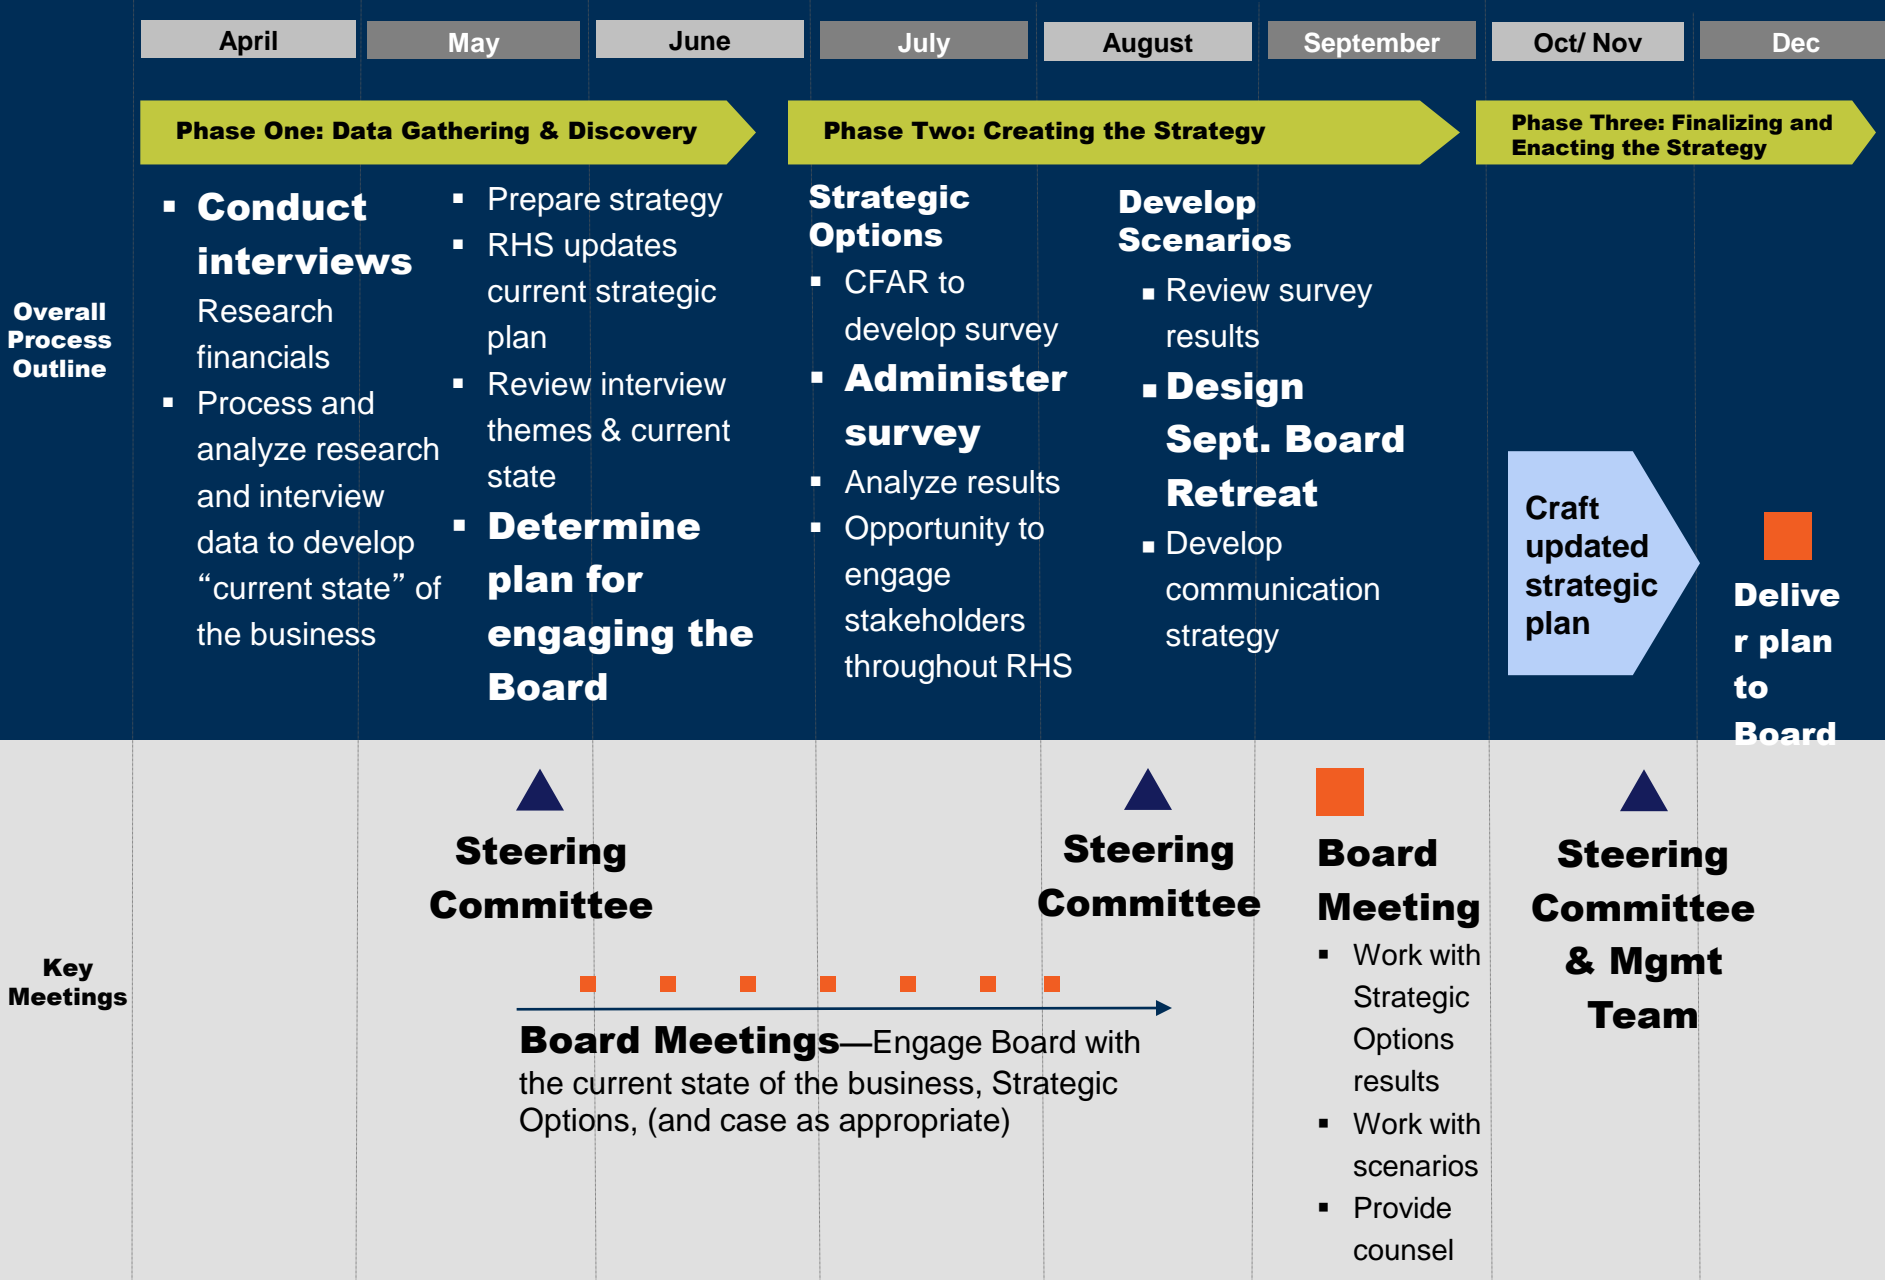 April
May
June
July
August
September
Oct/ Nov
Dec
Phase One: Data Gathering & Discovery
Phase Two: Creating the Strategy
Phase Three: Finalizing and
Enacting the Strategy
Overall
Process
Outline
▪ Conduct
interviews
Research
financials
▪ Process and
analyze research
and interview
data to develop
“current state” of
the business
▪ Prepare strategy
▪ RHS updates
current strategic
plan
▪ Review interview
themes & current
state
▪ Determine
plan for
engaging the
Board
Strategic
Options
▪ CFAR to
develop survey
▪ Administer
survey
▪ Analyze results
▪ Opportunity to
engage
stakeholders
throughout RHS
Develop
Scenarios
▪ Review survey
results
▪ Design
Sept. Board
Retreat
▪ Develop
communication
strategy
Craft
updated
strategic
plan
Delive
r plan
to
Board
Key
Meetings
Steering
Committee
Board Meetings—Engage Board with
the current state of the business, Strategic
Options, (and case as appropriate)
Steering
Committee
Board
Meeting
▪ Work with
Strategic
Options
results
▪ Work with
scenarios
▪ Provide
counsel
Steering
Committee
& Mgmt
Team